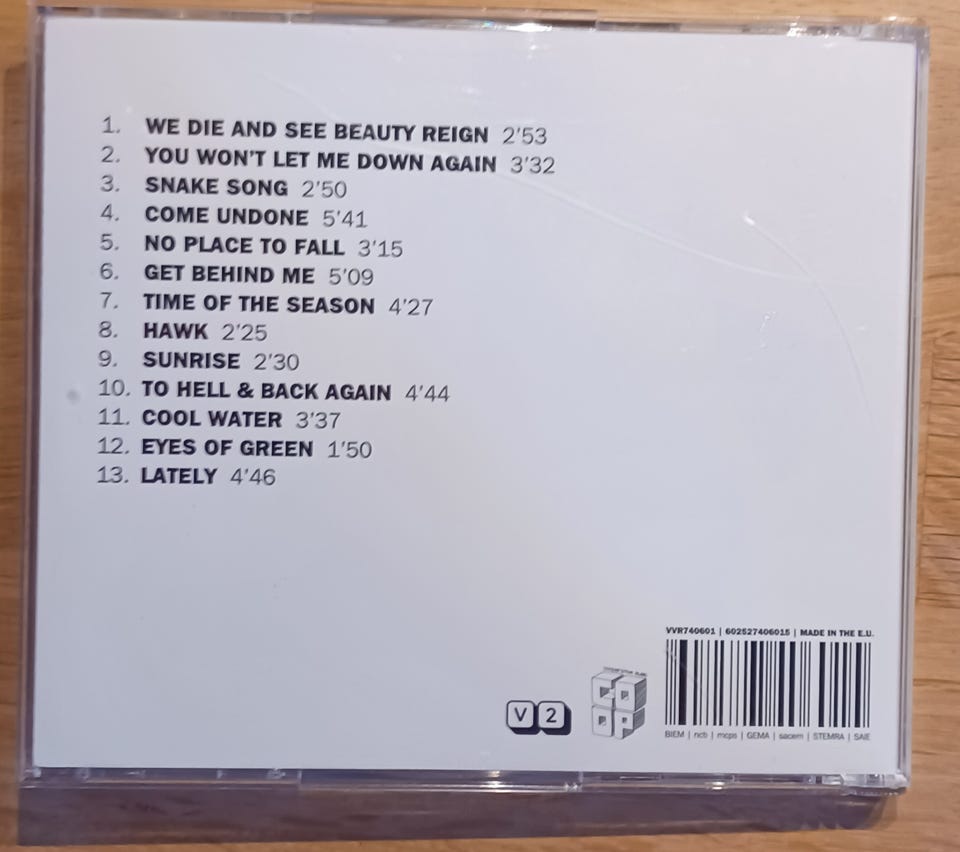 1. WE DIE AND SEE BEAUTY REIGN 2'53
2. YOU WON'T LET ME DOWN AGAIN 3'32
3. SNAKE SONG 2'50
4. COME UNDONE 5'41
5. NO PLACE TO FALL 3'15
6. GET BEHIND ME 5'09
7. TIME OF THE SEASON 4'27
8. HAWK 2'25
9. SUNRISE 2'30
10. TO HELL & BACK AGAIN 4'44
11. COOL WATER 3'37
12. EYES OF GREEN 1'50
13. LATELY 4'46
VVR740601 | 602527406015 | MADE IN THE E.U.
V2
CO
OP
BIEM | ncb | mcps | GEMA | sacem | STEMRA | SAIE